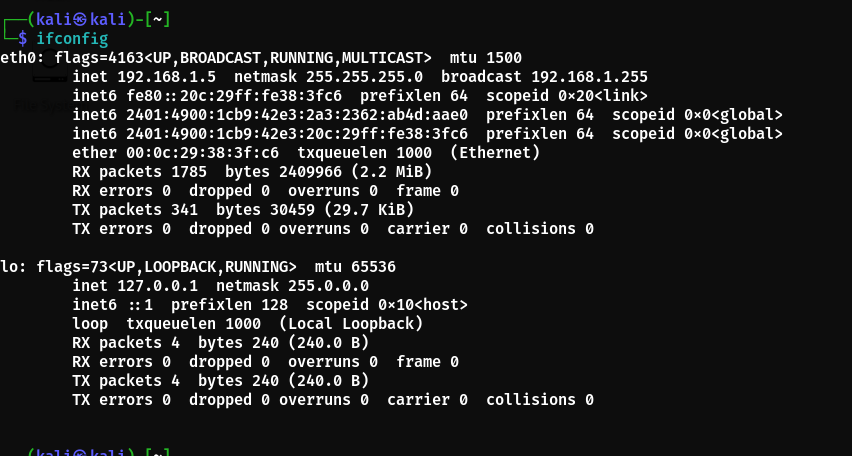 ┌──(kali㉿kali)-[~]
└─$ ifconfig
eth0: flags=4163<UP,BROADCAST,RUNNING,MULTICAST>  mtu 1500
        inet 192.168.1.5  netmask 255.255.255.0  broadcast 192.168.1.255
        inet6 fe80::20c:29ff:fe38:3fc6  prefixlen 64  scopeid 0×20<link>
        inet6 2401:4900:1cb9:42e3:2a3:2362:ab4d:aae0  prefixlen 64  scopeid 0×0<global>
        inet6 2401:4900:1cb9:42e3:20c:29ff:fe38:3fc6  prefixlen 64  scopeid 0×0<global>
        ether 00:0c:29:38:3f:c6  txqueuelen 1000  (Ethernet)
        RX packets 1785  bytes 2409966 (2.2 MiB)
        RX errors 0  dropped 0  overruns 0  frame 0
        TX packets 341  bytes 30459 (29.7 KiB)
        TX errors 0  dropped 0 overruns 0  carrier 0  collisions 0

lo: flags=73<UP,LOOPBACK,RUNNING>  mtu 65536
        inet 127.0.0.1  netmask 255.0.0.0
        inet6 ::1  prefixlen 128  scopeid 0×10<host>
        loop  txqueuelen 1000  (Local Loopback)
        RX packets 4  bytes 240 (240.0 B)
        RX errors 0  dropped 0  overruns 0  frame 0
        TX packets 4  bytes 240 (240.0 B)
        TX errors 0  dropped 0 overruns 0  carrier 0  collisions 0

┌──(kali㉿kali)-[~]